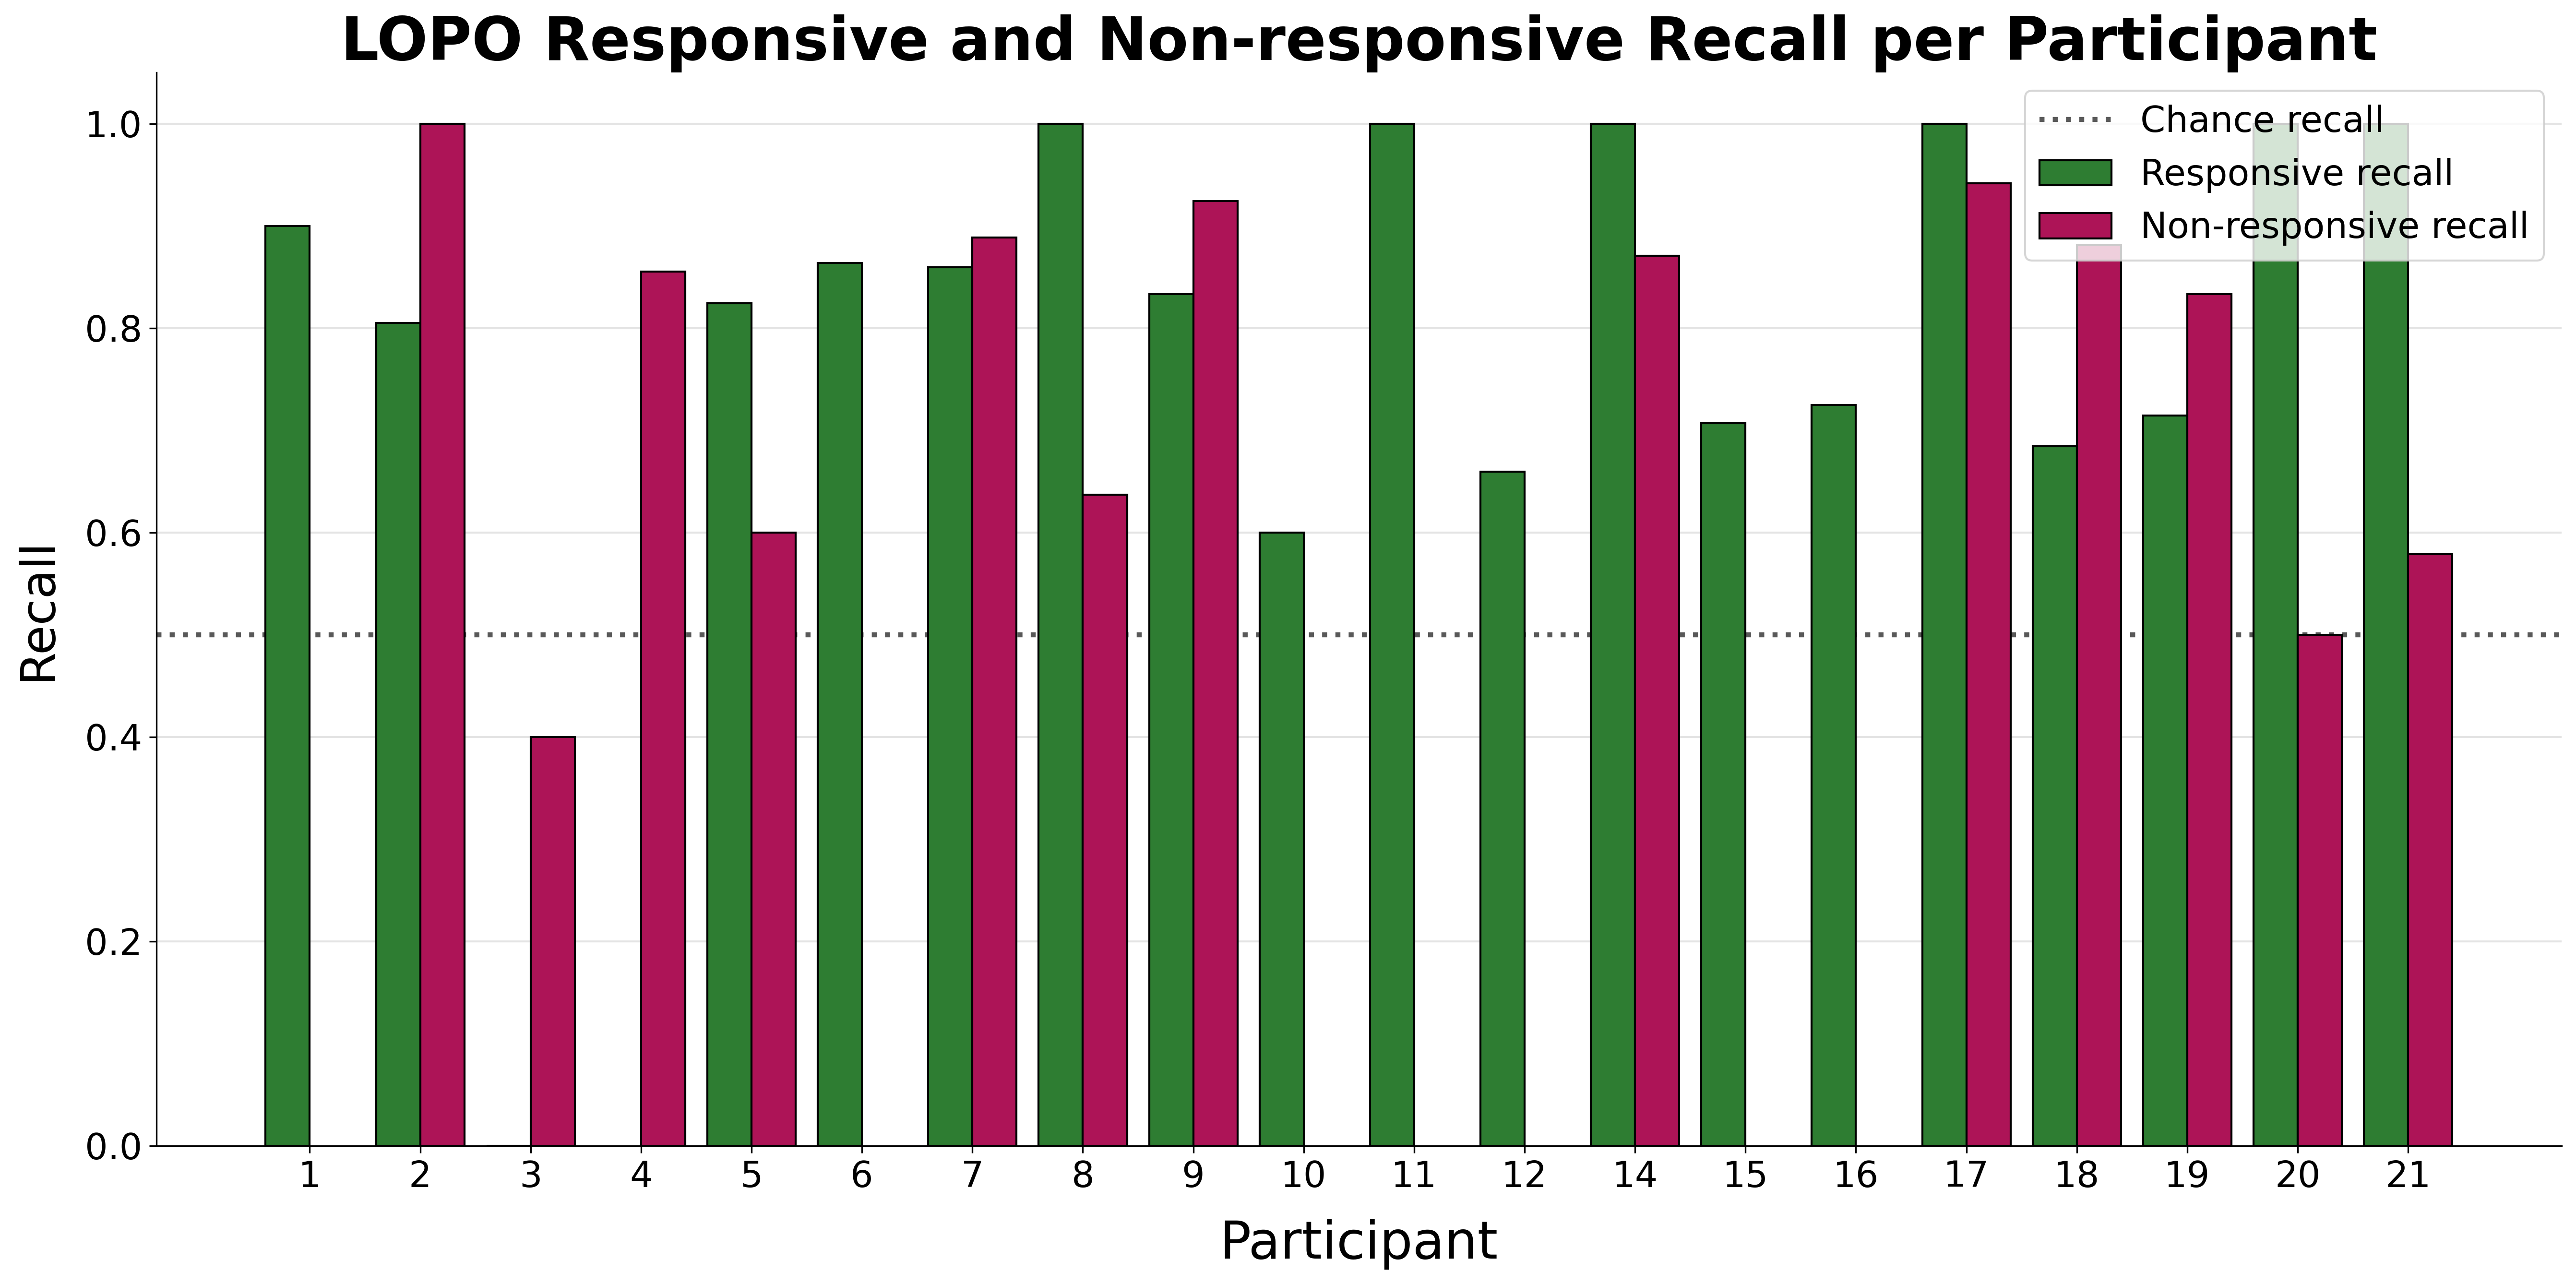 LOPO Responsive and Non-responsive Recall per Participant
Chance recall
Responsive recall
Non-responsive recall
1.0
0.8
0.6
0.4
0.2
0.0
Recall
1 2 3 4 5 6 7 8 9 10 11 12 14 15 16 17 18 19 20 21
Participant